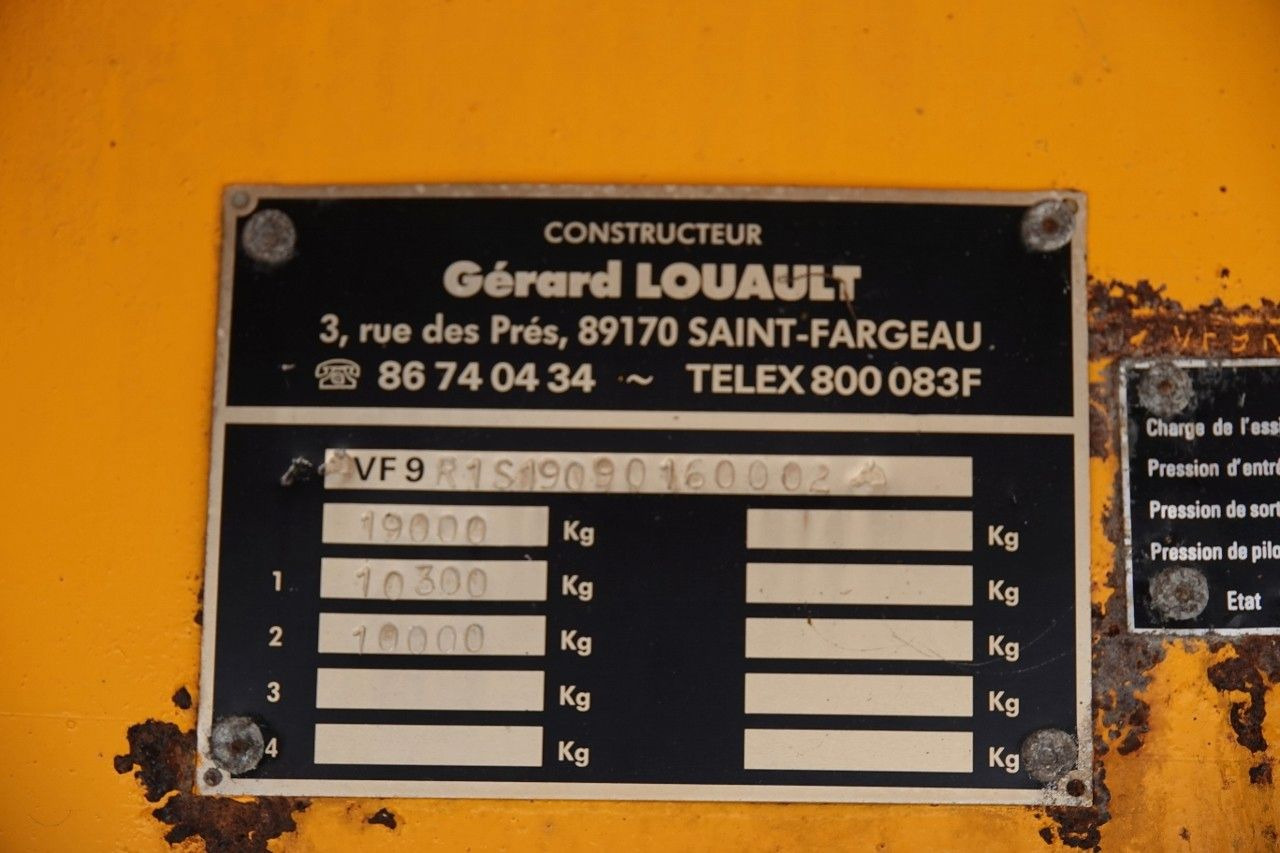 CONSTRUCTEUR
Gérard LOUAULT
3, rue des Prés, 89170 SAINT-FARGEAU
86 74 04 34 ~ TELEX 800 083F
VF9 R1S19090160002
19000 Kg Kg
1 10300 Kg Kg
2 10000 Kg Kg
3 Kg Kg
4 Kg Kg
VF9R
Charge de l'essi
Pression d'entré
Pression de sort
Pression de pilo
Etat